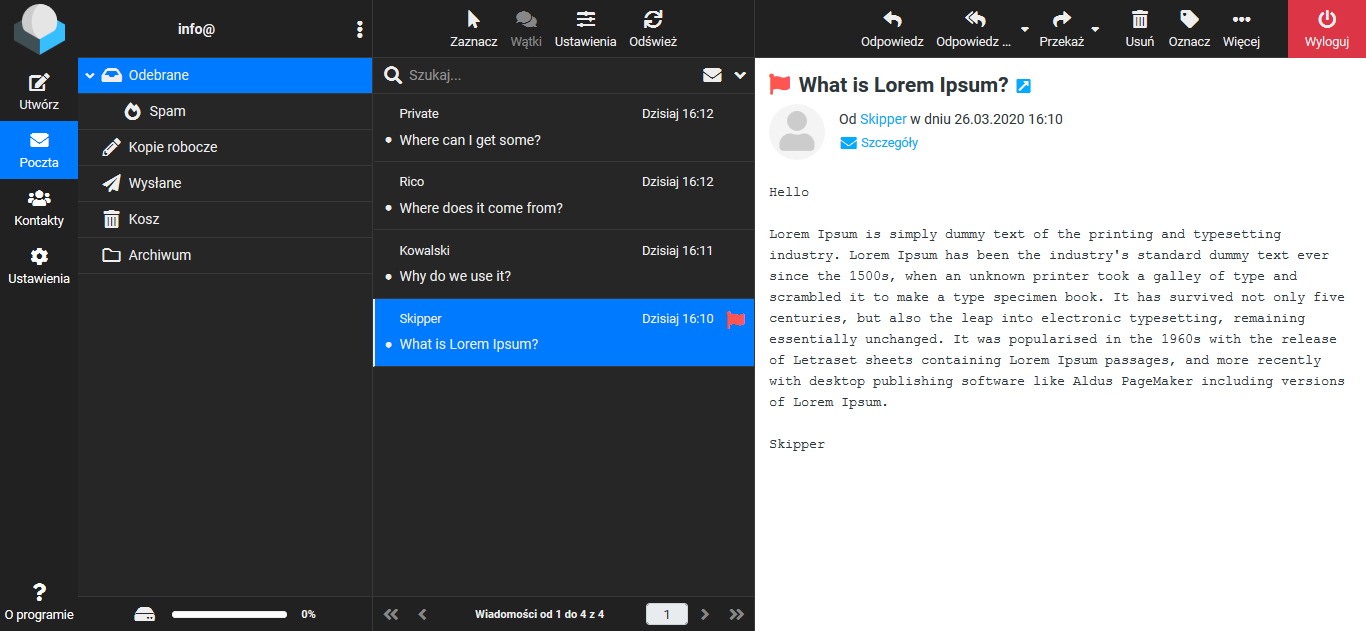 Utwórz
Poczta
Kontakty
Ustawienia
O programie
info@
Odebrane
Spam
Kopie robocze
Wysłane
Kosz
Archiwum
0%
Zaznacz Wątki Ustawienia Odśwież
Szukaj...
Private Dzisiaj 16:12
Where can I get some?
Rico Dzisiaj 16:12
Where does it come from?
Kowalski Dzisiaj 16:11
Why do we use it?
Skipper Dzisiaj 16:10
What is Lorem Ipsum?
Wiadomości od 1 do 4 z 4 1
Odpowiedz Odpowiedz ... Przekaż Usuń Oznacz Więcej Wyloguj
What is Lorem Ipsum?
Od Skipper w dniu 26.03.2020 16:10
Szczegóły
Hello
Lorem Ipsum is simply dummy text of the printing and typesetting
industry. Lorem Ipsum has been the industry's standard dummy text ever
since the 1500s, when an unknown printer took a galley of type and
scrambled it to make a type specimen book. It has survived not only five
centuries, but also the leap into electronic typesetting, remaining
essentially unchanged. It was popularised in the 1960s with the release
of Letraset sheets containing Lorem Ipsum passages, and more recently
with desktop publishing software like Aldus PageMaker including versions
of Lorem Ipsum.
Skipper